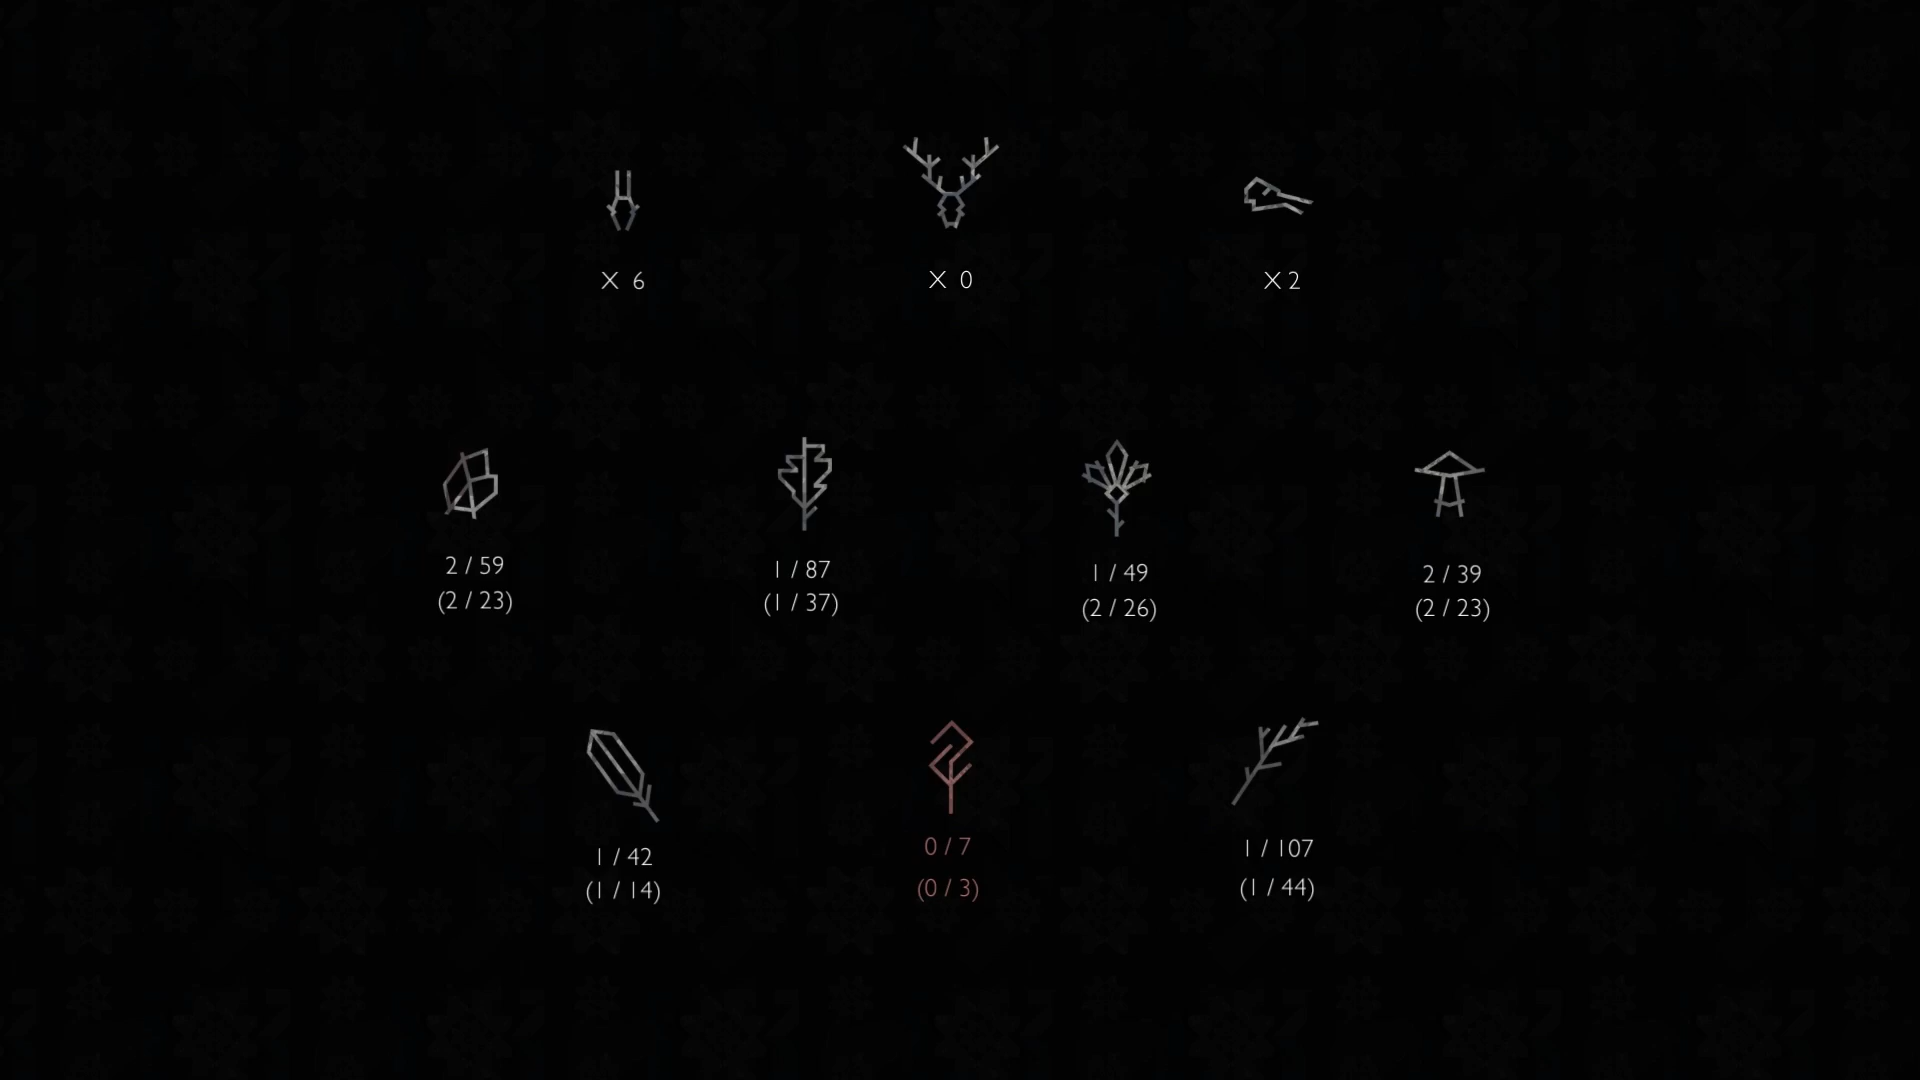 X 6
X 0
X 2
2 / 59
(2 / 23)
1 / 87
(1 / 37)
1 / 49
(2 / 26)
2 / 39
(2 / 23)
1 / 42
(1 / 14)
0 / 7
(0 / 3)
1 / 107
(1 / 44)